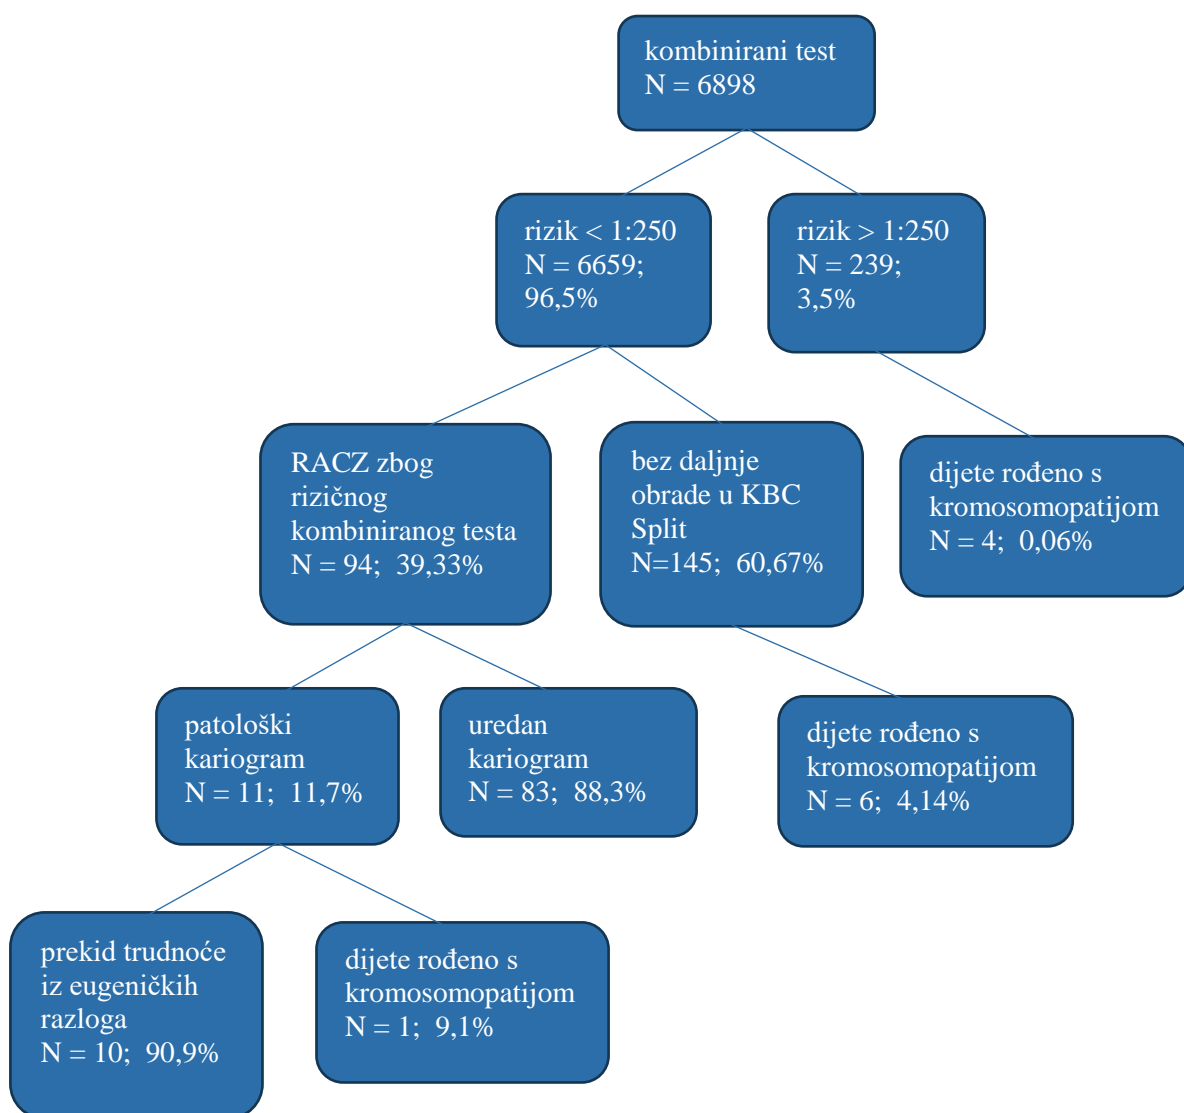 kombinirani test
N = 6898
rizik < 1:250
N = 6659;
96,5%
rizik > 1:250
N = 239;
3,5%
RACZ zbog
rizičnog
kombiniranog testa
N = 94; 39,33%
bez daljnje
obrade u KBC
Split
N=145; 60,67%
dijete rođeno s
kromosomopatijom
N = 4; 0,06%
patološki
kariogram
N = 11; 11,7%
uredan
kariogram
N = 83; 88,3%
dijete rođeno s
kromosomopatijom
N = 6; 4,14%
prekid trudnoće
iz eugeničkih
razloga
N = 10; 90,9%
dijete rođeno s
kromosomopatijom
N = 1; 9,1%